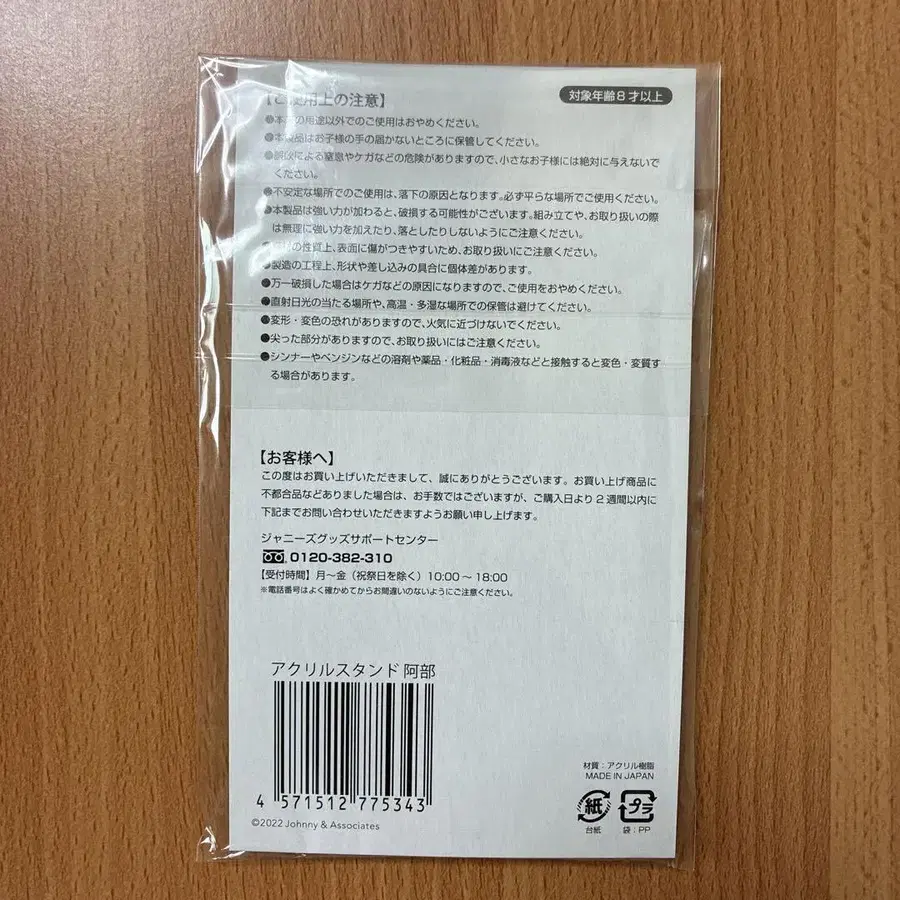 【ご使用上の注意】
対象年齢8才以上
の用途以外でのご使用はおやめください。
●本製品はお子様の手の届かないところに保管してください。
●誤飲による窒息やケガなどの危険がありますので、小さなお子様には絶対に与えないで
ください。
●不安定な場所でのご使用は、落下の原因となります。必ず平らな場所でご使用ください。
●本製品は強い力が加わると、破損する可能性がございます。組み立てや、お取り扱いの際
は無理に強い力を加えたり、落としたりしないようにご注意ください。
の性質上、表面に傷がつきやすいため、お取り扱いにご注意ください。
●製造の工程上、形状や差し込みの具合に個体差があります。
●万一破損した場合はケガなどの原因になりますので、ご使用をおやめください。
●直射日光の当たる場所や、高温・多湿な場所での保管は避けてください。
●変形・変色の恐れがありますので、火気に近づけないでください。
●尖った部分がありますので、お取り扱いにはご注意ください。
●シンナーやベンジンなどの溶剤や薬品・化粧品・消毒液などと接触すると変色・変質す
る場合があります。
【お客様へ】
この度はお買い上げいただきまして、誠にありがとうございます。お買い上げ商品に
不都合品などありました場合は、お手数ではございますが、ご購入日より2週間以内に
下記までお問い合わせいただきますようお願い申し上げます。
ジャニーズグッズサポートセンター
0120-382-310
【受付時間】月～金（祝祭日を除く）10:00～18:00
※電話番号はよく確かめてからお間違いのないようにご注意ください。
アクリルスタンド 阿部
4 571512 775343
©2022 Johnny & Associates
材質：アクリル樹脂
MADE IN JAPAN
紙 プラ
台紙 袋：PP